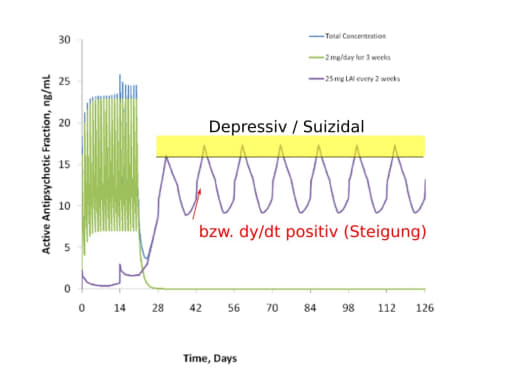 Total Concentration
2 mg/day for 3 weeks
25 mg LAI every 2 weeks
Active Antipsychotic Fraction, ng/mL
30
25
20
15
10
5
0
Depressiv / Suizidal
bzw. dy/dt positiv (Steigung)
0 14 28 42 56 70 84 98 112 126
Time, Days